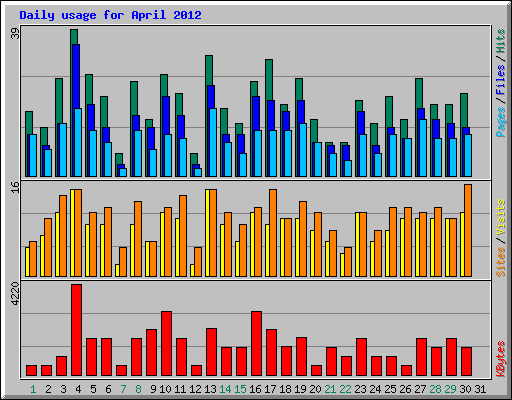 Daily usage for April 2012
39
16
4220
Pages / Files / Hits
Sites / Visits
KBytes
1 2 3 4 5 6 7 8 9 10 11 12 13 14 15 16 17 18 19 20 21 22 23 24 25 26 27 28 29 30 31